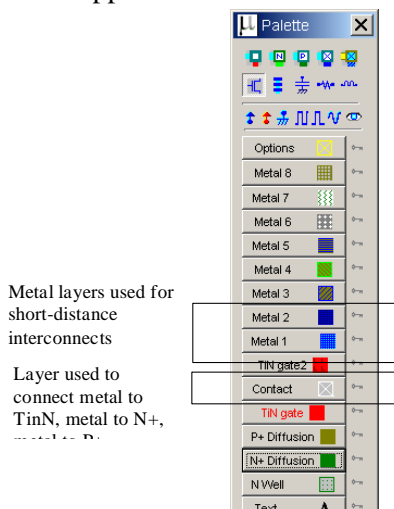 Palette
Options
Metal 8
Metal 7
Metal 6
Metal 5
Metal 4
Metal 3
Metal 2
Metal 1
TiN gate2
Contact
TiN gate
P+ Diffusion
N+ Diffusion
N Well
Text
Metal layers used for
short-distance
interconnects
Layer used to
connect metal to
TinN, metal to N+,
metal to P+